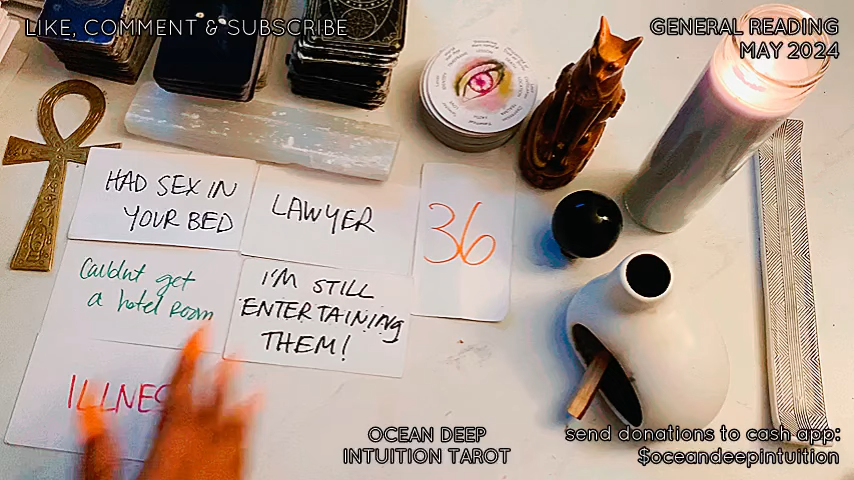 LIKE, COMMENT & SUBSCRIBE
GENERAL READING
MAY 2024
HAD SEX IN
YOUR BED
LAWYER
36
Couldnt get
a hotel Room
I'M STILL
ENTERTAINING
THEM!
OCEAN DEEP
INTUITION TAROT
send donations to cash app:
$oceandeepintuition